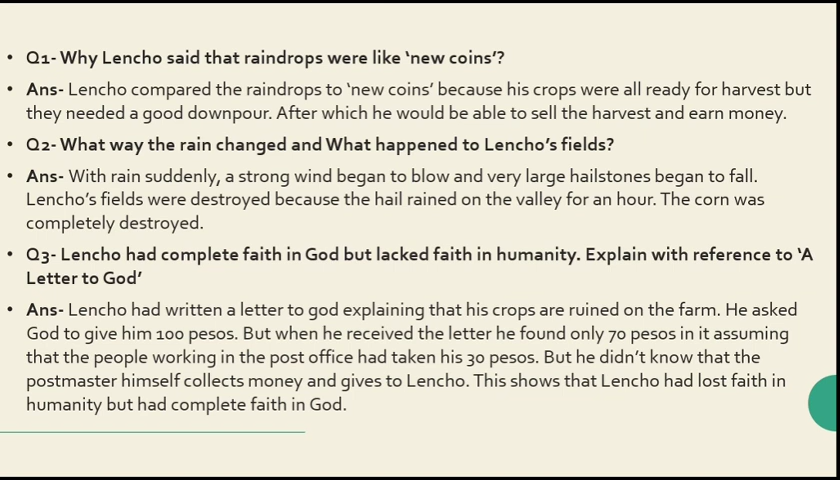 • Q1- Why Lencho said that raindrops were like ‘new coins’?
• Ans- Lencho compared the raindrops to ‘new coins’ because his crops were all ready for harvest but
they needed a good downpour. After which he would be able to sell the harvest and earn money.
• Q2- What way the rain changed and What happened to Lencho’s fields?
• Ans- With rain suddenly, a strong wind began to blow and very large hailstones began to fall.
Lencho’s fields were destroyed because the hail rained on the valley for an hour. The corn was
completely destroyed.
• Q3- Lencho had complete faith in God but lacked faith in humanity. Explain with reference to ‘A
Letter to God’
• Ans- Lencho had written a letter to god explaining that his crops are ruined on the farm. He asked
God to give him 100 pesos. But when he received the letter he found only 70 pesos in it assuming
that the people working in the post office had taken his 30 pesos. But he didn’t know that the
postmaster himself collects money and gives to Lencho. This shows that Lencho had lost faith in
humanity but had complete faith in God.